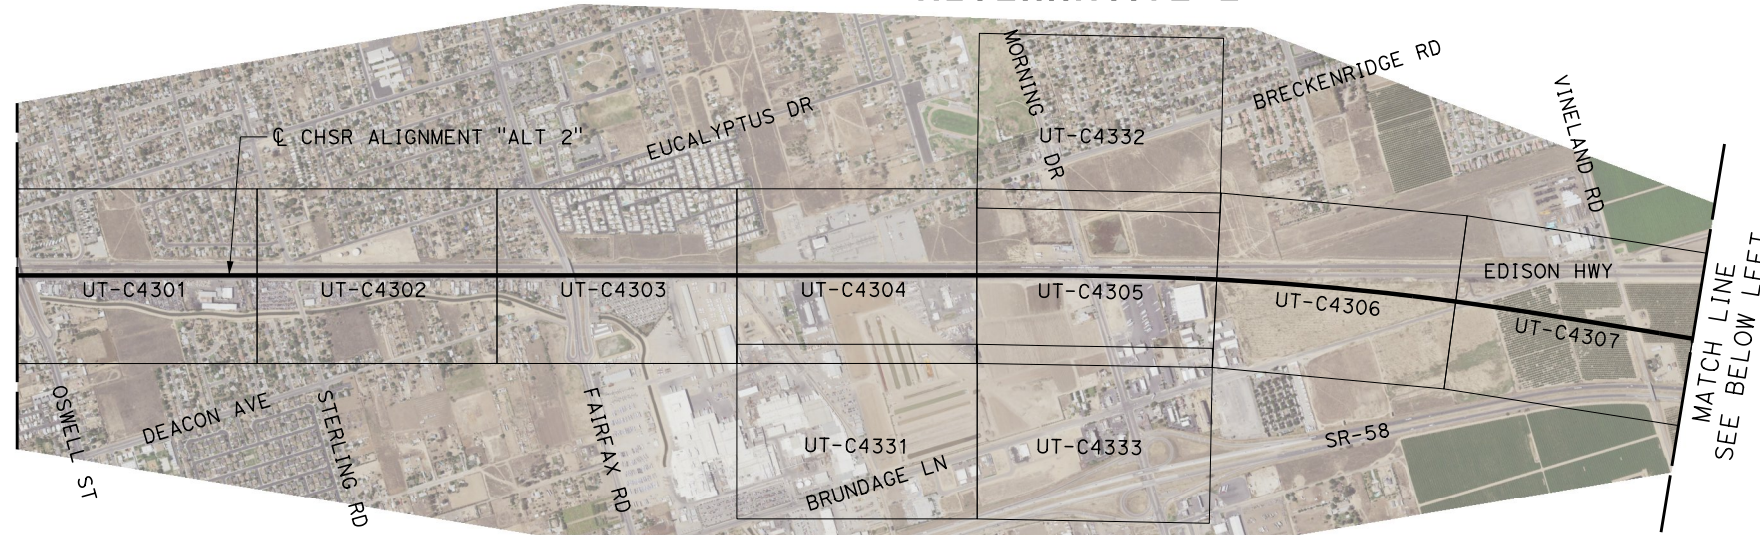 MORNING DR
BRECKENRIDGE RD
VINELAND RD
EUCALYPTUS DR
℄ CHSR ALIGNMENT "ALT 2"
UT-C4332
EDISON HWY
UT-C4301
UT-C4302
UT-C4303
UT-C4304
UT-C4305
UT-C4306
UT-C4307
MATCH LINE
SEE BELOW LEFT
OSWELL ST
DEACON AVE
STERLING RD
FAIRFAX RD
UT-C4331
UT-C4333
SR-58
BRUNDAGE LN